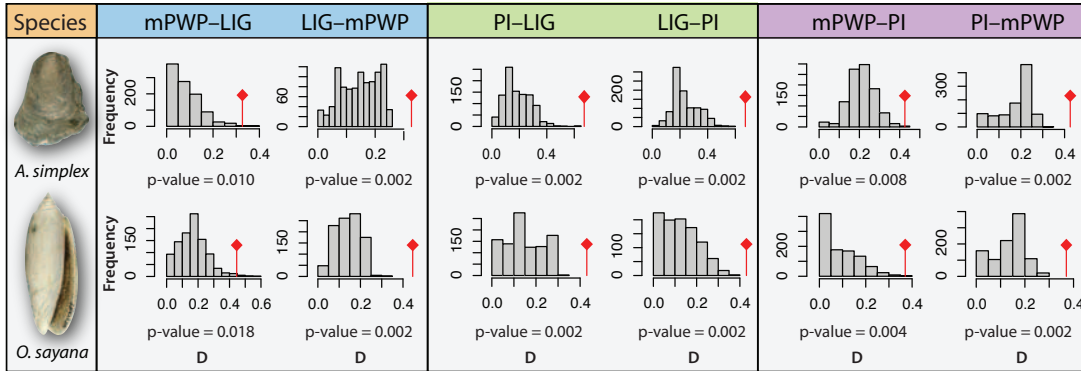 Species mPWP–LIG LIG–mPWP PI–LIG LIG–PI mPWP–PI PI–mPWP
Frequency
0 200
0 60
0 150
0 150
0 150
0 300
0.0 0.2 0.4
0.0 0.2
0.0 0.4
0.0 0.4
0.0 0.2 0.4
0.0 0.2 0.4
A. simplex
p-value = 0.010 p-value = 0.002 p-value = 0.002 p-value = 0.002 p-value = 0.008 p-value = 0.002
Frequency
0 150
0 150
0 150
0 100
0 200
0 200
0.0 0.2 0.4 0.6
0.0 0.2 0.4
0.0 0.2 0.4
0.0 0.2 0.4
0.0 0.2 0.4
0.0 0.2 0.4
O. sayana
p-value = 0.018 p-value = 0.002 p-value = 0.002 p-value = 0.002 p-value = 0.004 p-value = 0.002
D D D D D D